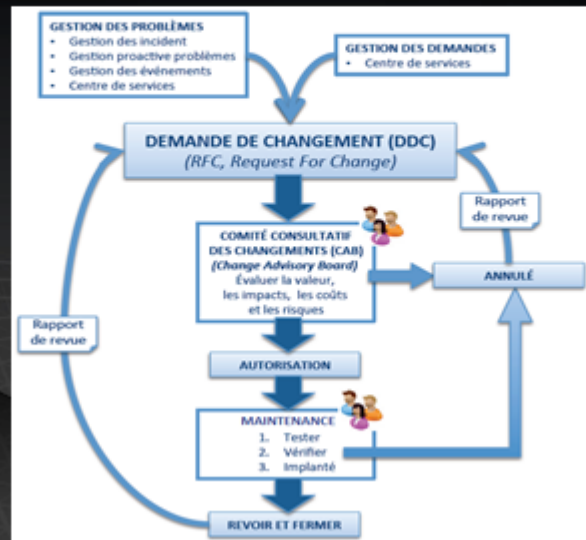 GESTION DES PROBLÈMES
• Gestion des incident
• Gestion proactive problèmes
• Gestion des événements
• Centre de services
GESTION DES DEMANDES
• Centre de services
DEMANDE DE CHANGEMENT (DDC)
(RFC, Request For Change)
COMITÉ CONSULTATIF
DES CHANGEMENTS (CAB)
(Change Advisory Board)
Évaluer la valeur,
les impacts, les coûts
et les risques
Rapport
de revue
ANNULÉ
Rapport
de revue
AUTORISATION
MAINTENANCE
1. Tester
2. Vérifier
3. Implanté
REVOIR ET FERMER